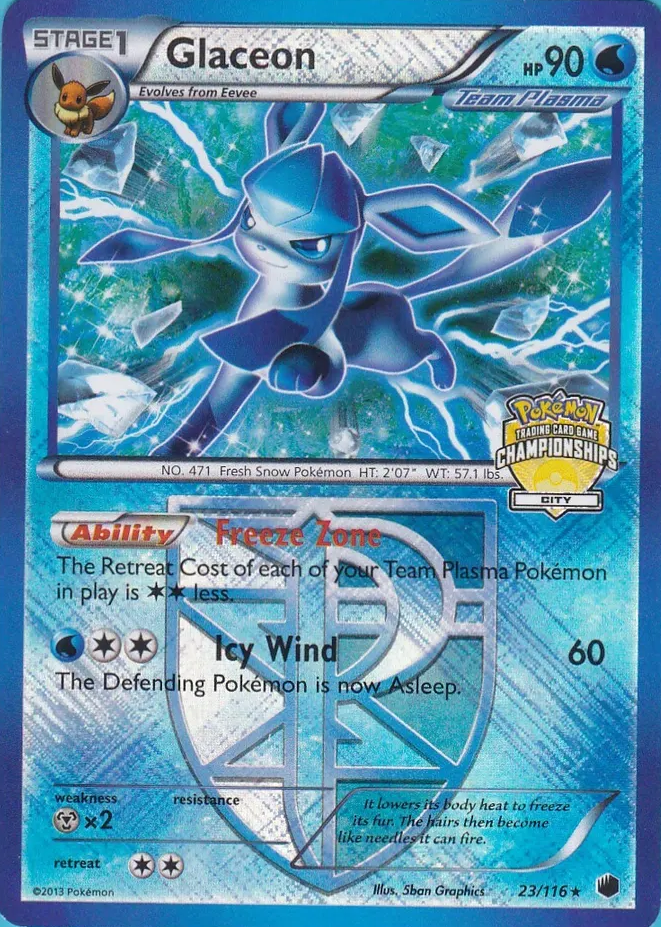 STAGE1 Glaceon HP 90
Evolves from Eevee Team Plasma
POKéMON
TRADING CARD GAME
CHAMPIONSHIPS
CITY
NO. 471 Fresh Snow Pokémon HT: 2'07" WT: 57.1 lbs.
Ability Freeze Zone
The Retreat Cost of each of your Team Plasma Pokémon
in play is ✶✶ less.
Icy Wind 60
The Defending Pokémon is now Asleep.
weakness resistance
×2
It lowers its body heat to freeze
its fur. The hairs then become
like needles it can fire.
retreat
©2013 Pokémon Illus. 5ban Graphics 23/116★